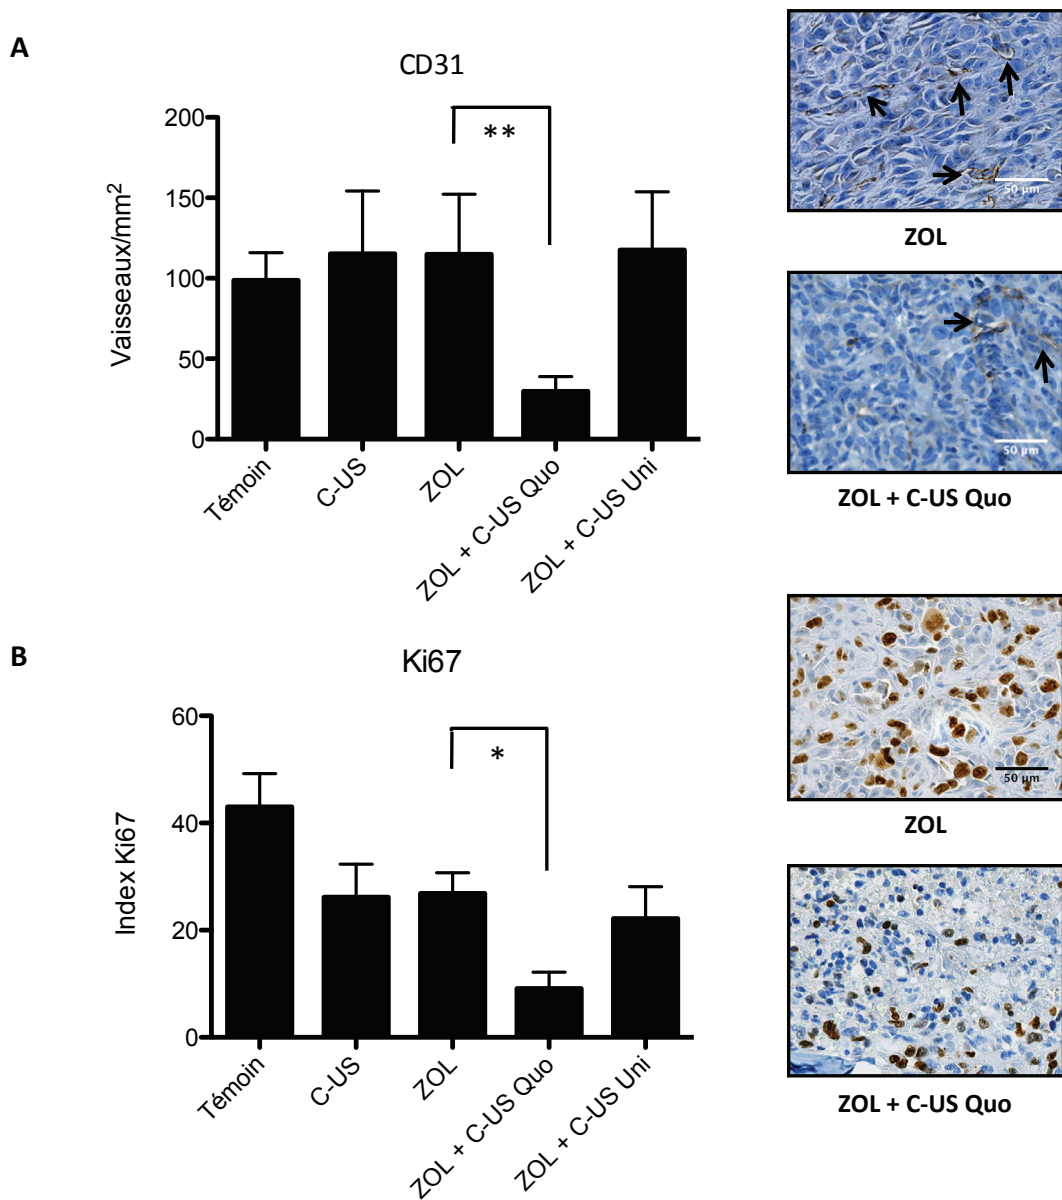 A
CD31
Vaisseaux/mm²
200
150
100
50
0
**
Témoin
C-US
ZOL
ZOL + C-US Quo
ZOL + C-US Uni
50 µm
ZOL
50 µm
ZOL + C-US Quo
B
Ki67
Index Ki67
60
40
20
0
*
Témoin
C-US
ZOL
ZOL + C-US Quo
ZOL + C-US Uni
50 µm
ZOL
ZOL + C-US Quo